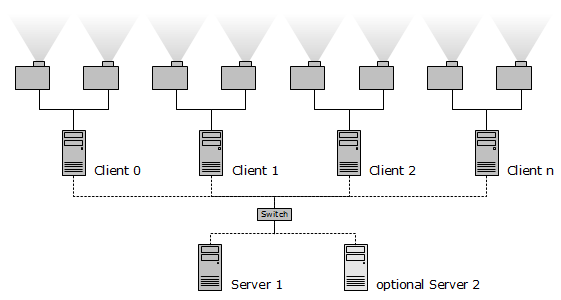 Client 0
Client 1
Client 2
Client n
Switch
Server 1
optional Server 2